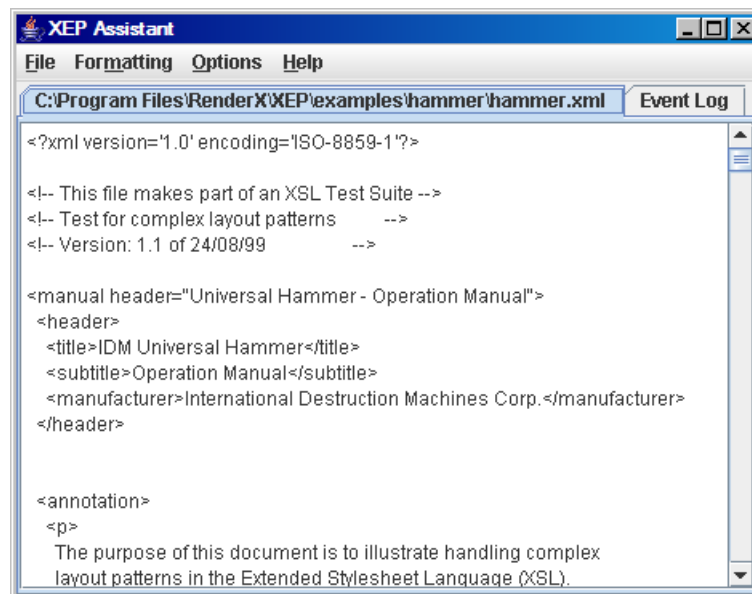 XEP Assistant
File Formatting Options Help
C:\Program Files\RenderX\XEP\examples\hammer\hammer.xml Event Log
<?xml version='1.0' encoding='ISO-8859-1'?>
<!-- This file makes part of an XSL Test Suite -->
<!-- Test for complex layout patterns -->
<!-- Version: 1.1 of 24/08/99 -->
<manual header="Universal Hammer - Operation Manual">
<header>
<title>IDM Universal Hammer</title>
<subtitle>Operation Manual</subtitle>
<manufacturer>International Destruction Machines Corp.</manufacturer>
</header>
<annotation>
<p>
The purpose of this document is to illustrate handling complex
layout patterns in the Extended Stylesheet Language (XSL).